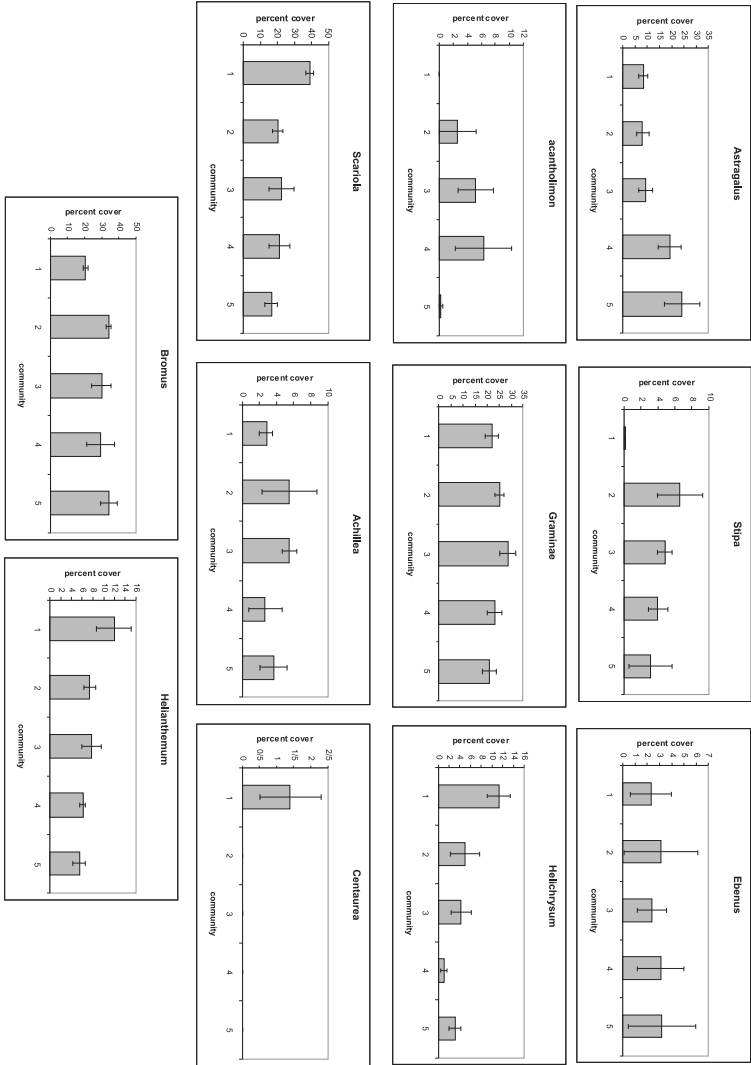 Astragalus
percent cover
35
30
25
20
15
10
5
0
1 2 3 4 5
Stipa
percent cover
10
8
6
4
2
0
1 2 3 4 5
Ebenus
percent cover
7
6
5
4
3
2
1
0
1 2 3 4 5
acantholimon
percent cover
12
10
8
6
4
2
0
1 2 3 4 5
community
Graminae
percent cover
35
30
25
20
15
10
5
0
1 2 3 4 5
community
Helichrysum
percent cover
16
14
12
10
8
6
4
2
0
1 2 3 4 5
community
Scariola
percent cover
50
40
30
20
10
0
1 2 3 4 5
community
Achillea
percent cover
10
8
6
4
2
0
1 2 3 4 5
community
Centaurea
percent cover
2/5
2
1/5
1
0/5
0
1 2 3 4 5
community
Bromus
percent cover
50
40
30
20
10
0
1 2 3 4 5
community
Helianthemum
percent cover
16
14
12
10
8
6
4
2
0
1 2 3 4 5
community